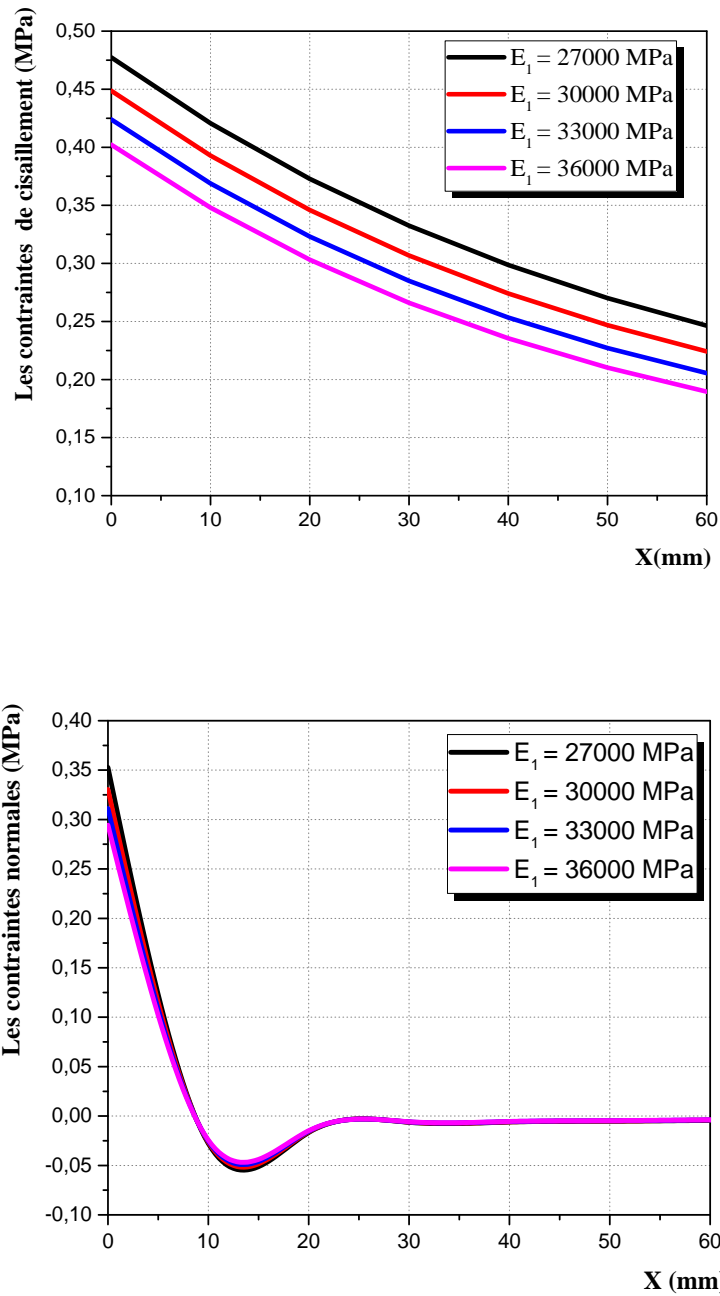 Les contraintes de cisaillement (MPa)
0,50
0,45
0,40
0,35
0,30
0,25
0,20
0,15
0,10
E₁ = 27000 MPa
E₁ = 30000 MPa
E₁ = 33000 MPa
E₁ = 36000 MPa
0 10 20 30 40 50 60
X(mm)
Les contraintes normales (MPa)
0,40
0,35
0,30
0,25
0,20
0,15
0,10
0,05
0,00
-0,05
-0,10
E₁ = 27000 MPa
E₁ = 30000 MPa
E₁ = 33000 MPa
E₁ = 36000 MPa
0 10 20 30 40 50 60
X (mm)